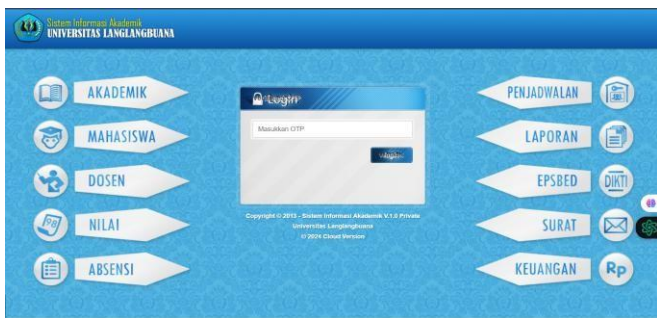 Sistem Informasi Akademik
UNIVERSITAS LANGLANGBUANA
AKADEMIK
MAHASISWA
DOSEN
NILAI
ABSENSI
Login
Masukkan OTP
Copyright © 2015 - Sistem Informasi Akademik V.1.0 Private
Universitas Langlangbuana
© 2024 Cloud Version
PENJADWALAN
LAPORAN
EPSBED
DIKTI
SURAT
KEUANGAN
Rp